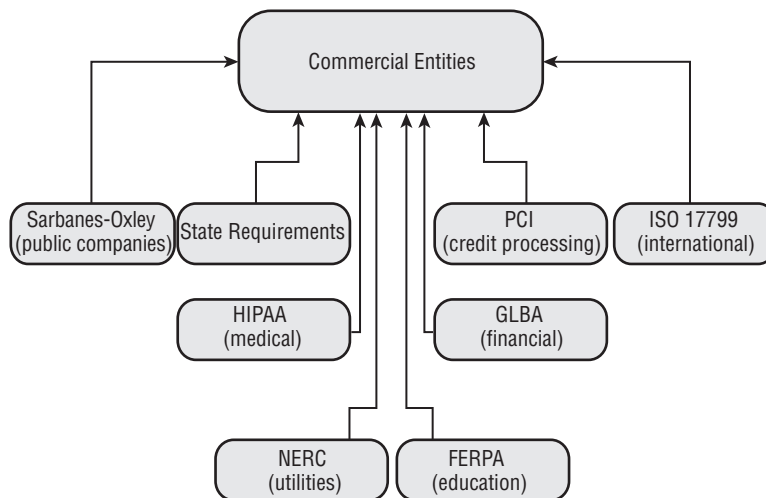 Commercial Entities
Sarbanes-Oxley
(public companies)
State Requirements
PCI
(credit processing)
ISO 17799
(international)
HIPAA
(medical)
GLBA
(financial)
NERC
(utilities)
FERPA
(education)